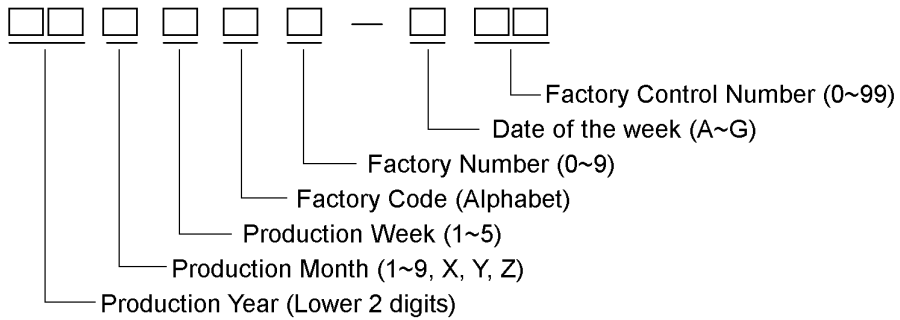 Factory Control Number (0~99)
Date of the week (A~G)
Factory Number (0~9)
Factory Code (Alphabet)
Production Week (1~5)
Production Month (1~9, X, Y, Z)
Production Year (Lower 2 digits)